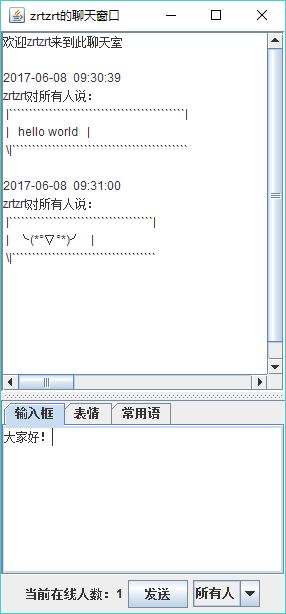 zrtzrt的聊天窗口
欢迎zrtzrt来到此聊天室
2017-06-08 09:30:39
zrtzrt对所有人说:
|````````````````````````````````````````````|
| hello world |
\|````````````````````````````````````````````
2017-06-08 09:31:00
zrtzrt对所有人说:
|````````````````````````````````````|
| ╰(*°▽°*)╯ |
\|````````````````````````````````````
输入框 表情 常用语
大家好!
当前在线人数：1 发送 所有人